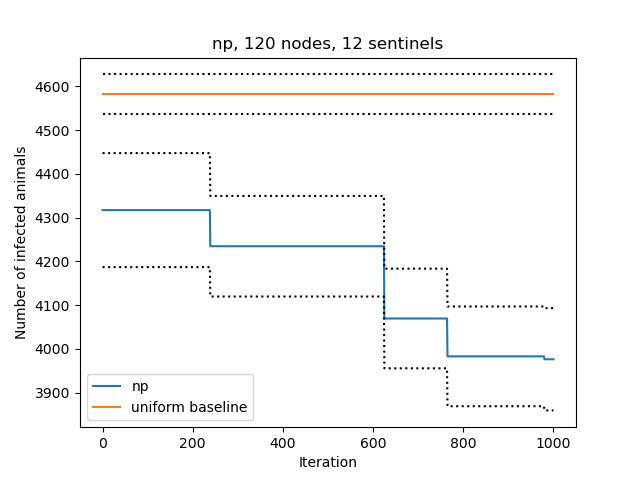 np, 120 nodes, 12 sentinels
Number of infected animals
4600
4500
4400
4300
4200
4100
4000
3900
np
uniform baseline
0 200 400 600 800 1000
Iteration